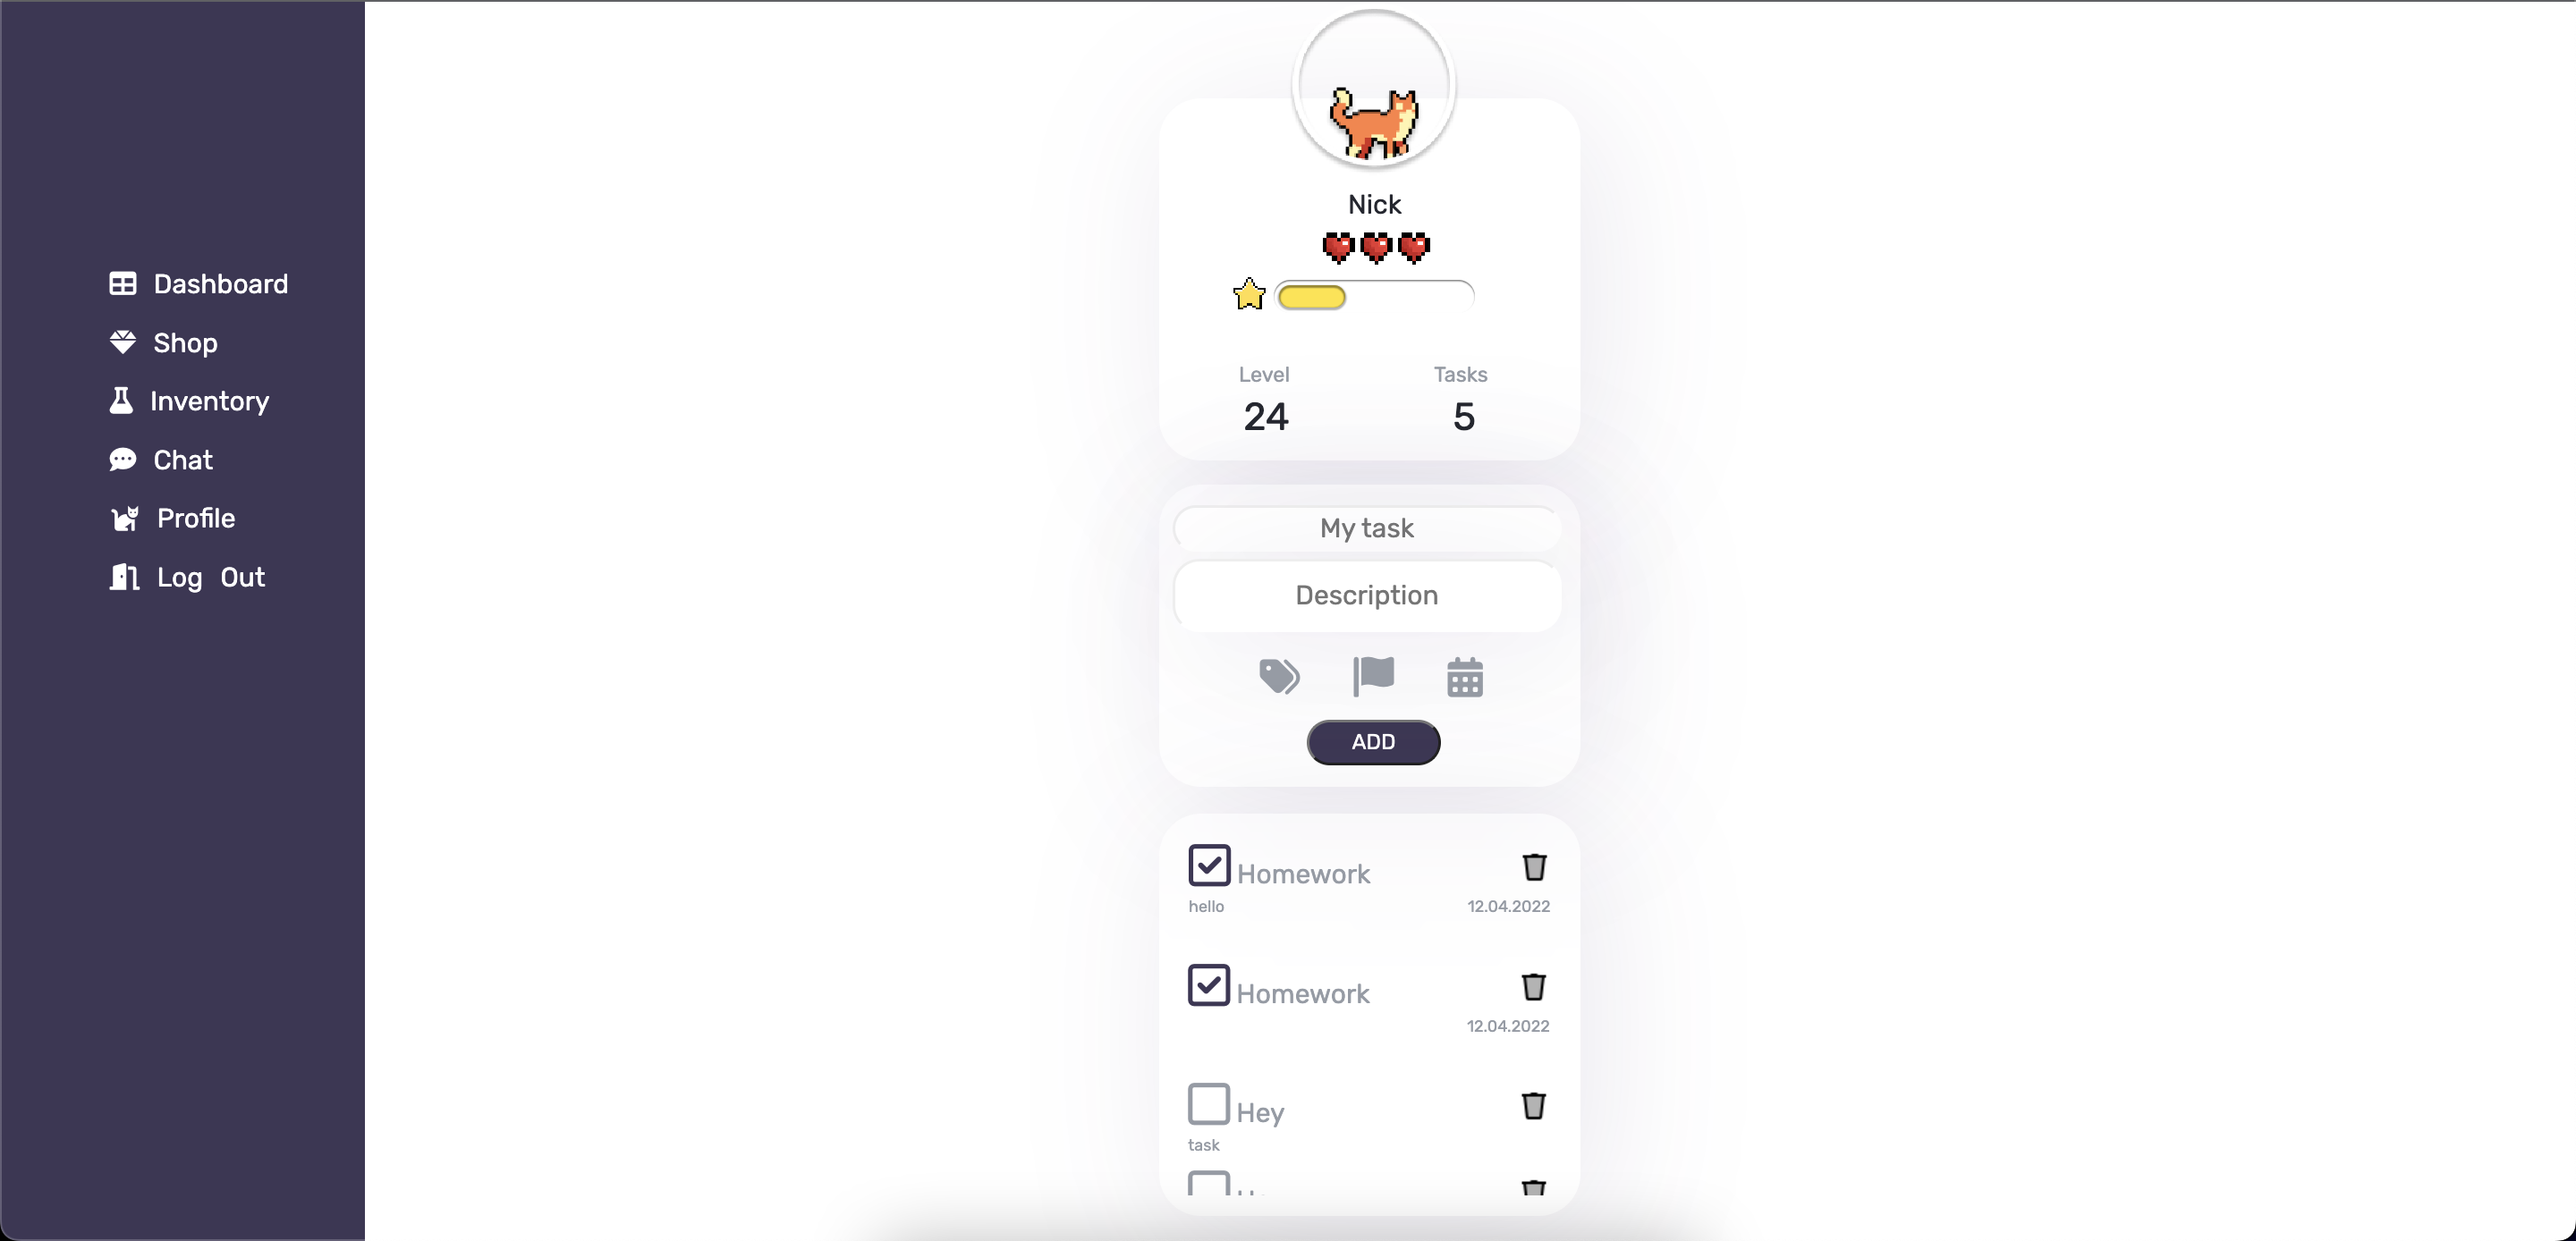 Dashboard
Shop
Inventory
Chat
Profile
Log Out
Nick
Level
Tasks
24
5
My task
Description
ADD
Homework
hello
12.04.2022
Homework
12.04.2022
Hey
task